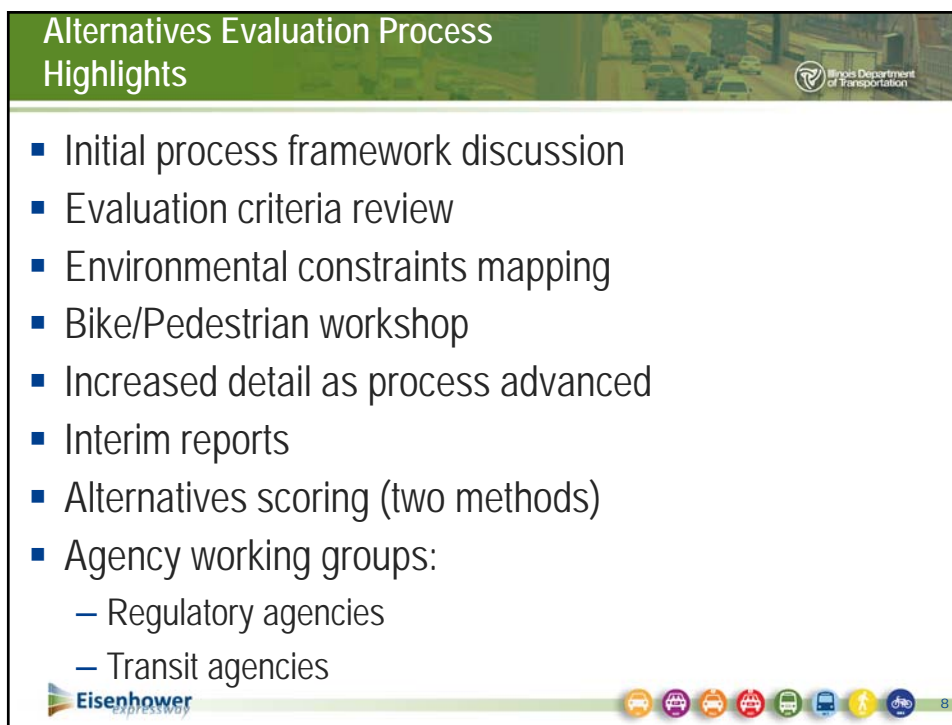 Alternatives Evaluation Process
Highlights
Illinois Department
of Transportation
Initial process framework discussion
Evaluation criteria review
Environmental constraints mapping
Bike/Pedestrian workshop
Increased detail as process advanced
Interim reports
Alternatives scoring (two methods)
Agency working groups:
– Regulatory agencies
– Transit agencies
Eisenhower
expressway
8